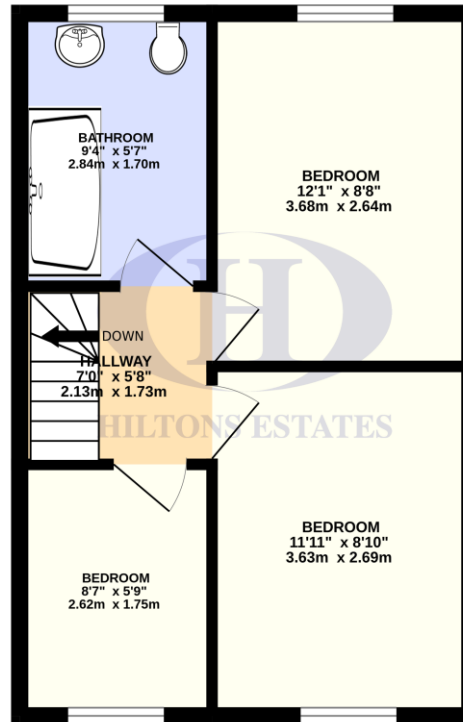 BATHROOM
9'4" x 5'7"
2.84m x 1.70m
BEDROOM
12'1" x 8'8"
3.68m x 2.64m
H
DOWN
HALLWAY
7'0" x 5'8"
2.13m x 1.73m
HILTONS ESTATES
BEDROOM
11'11" x 8'10"
3.63m x 2.69m
BEDROOM
8'7" x 5'9"
2.62m x 1.75m